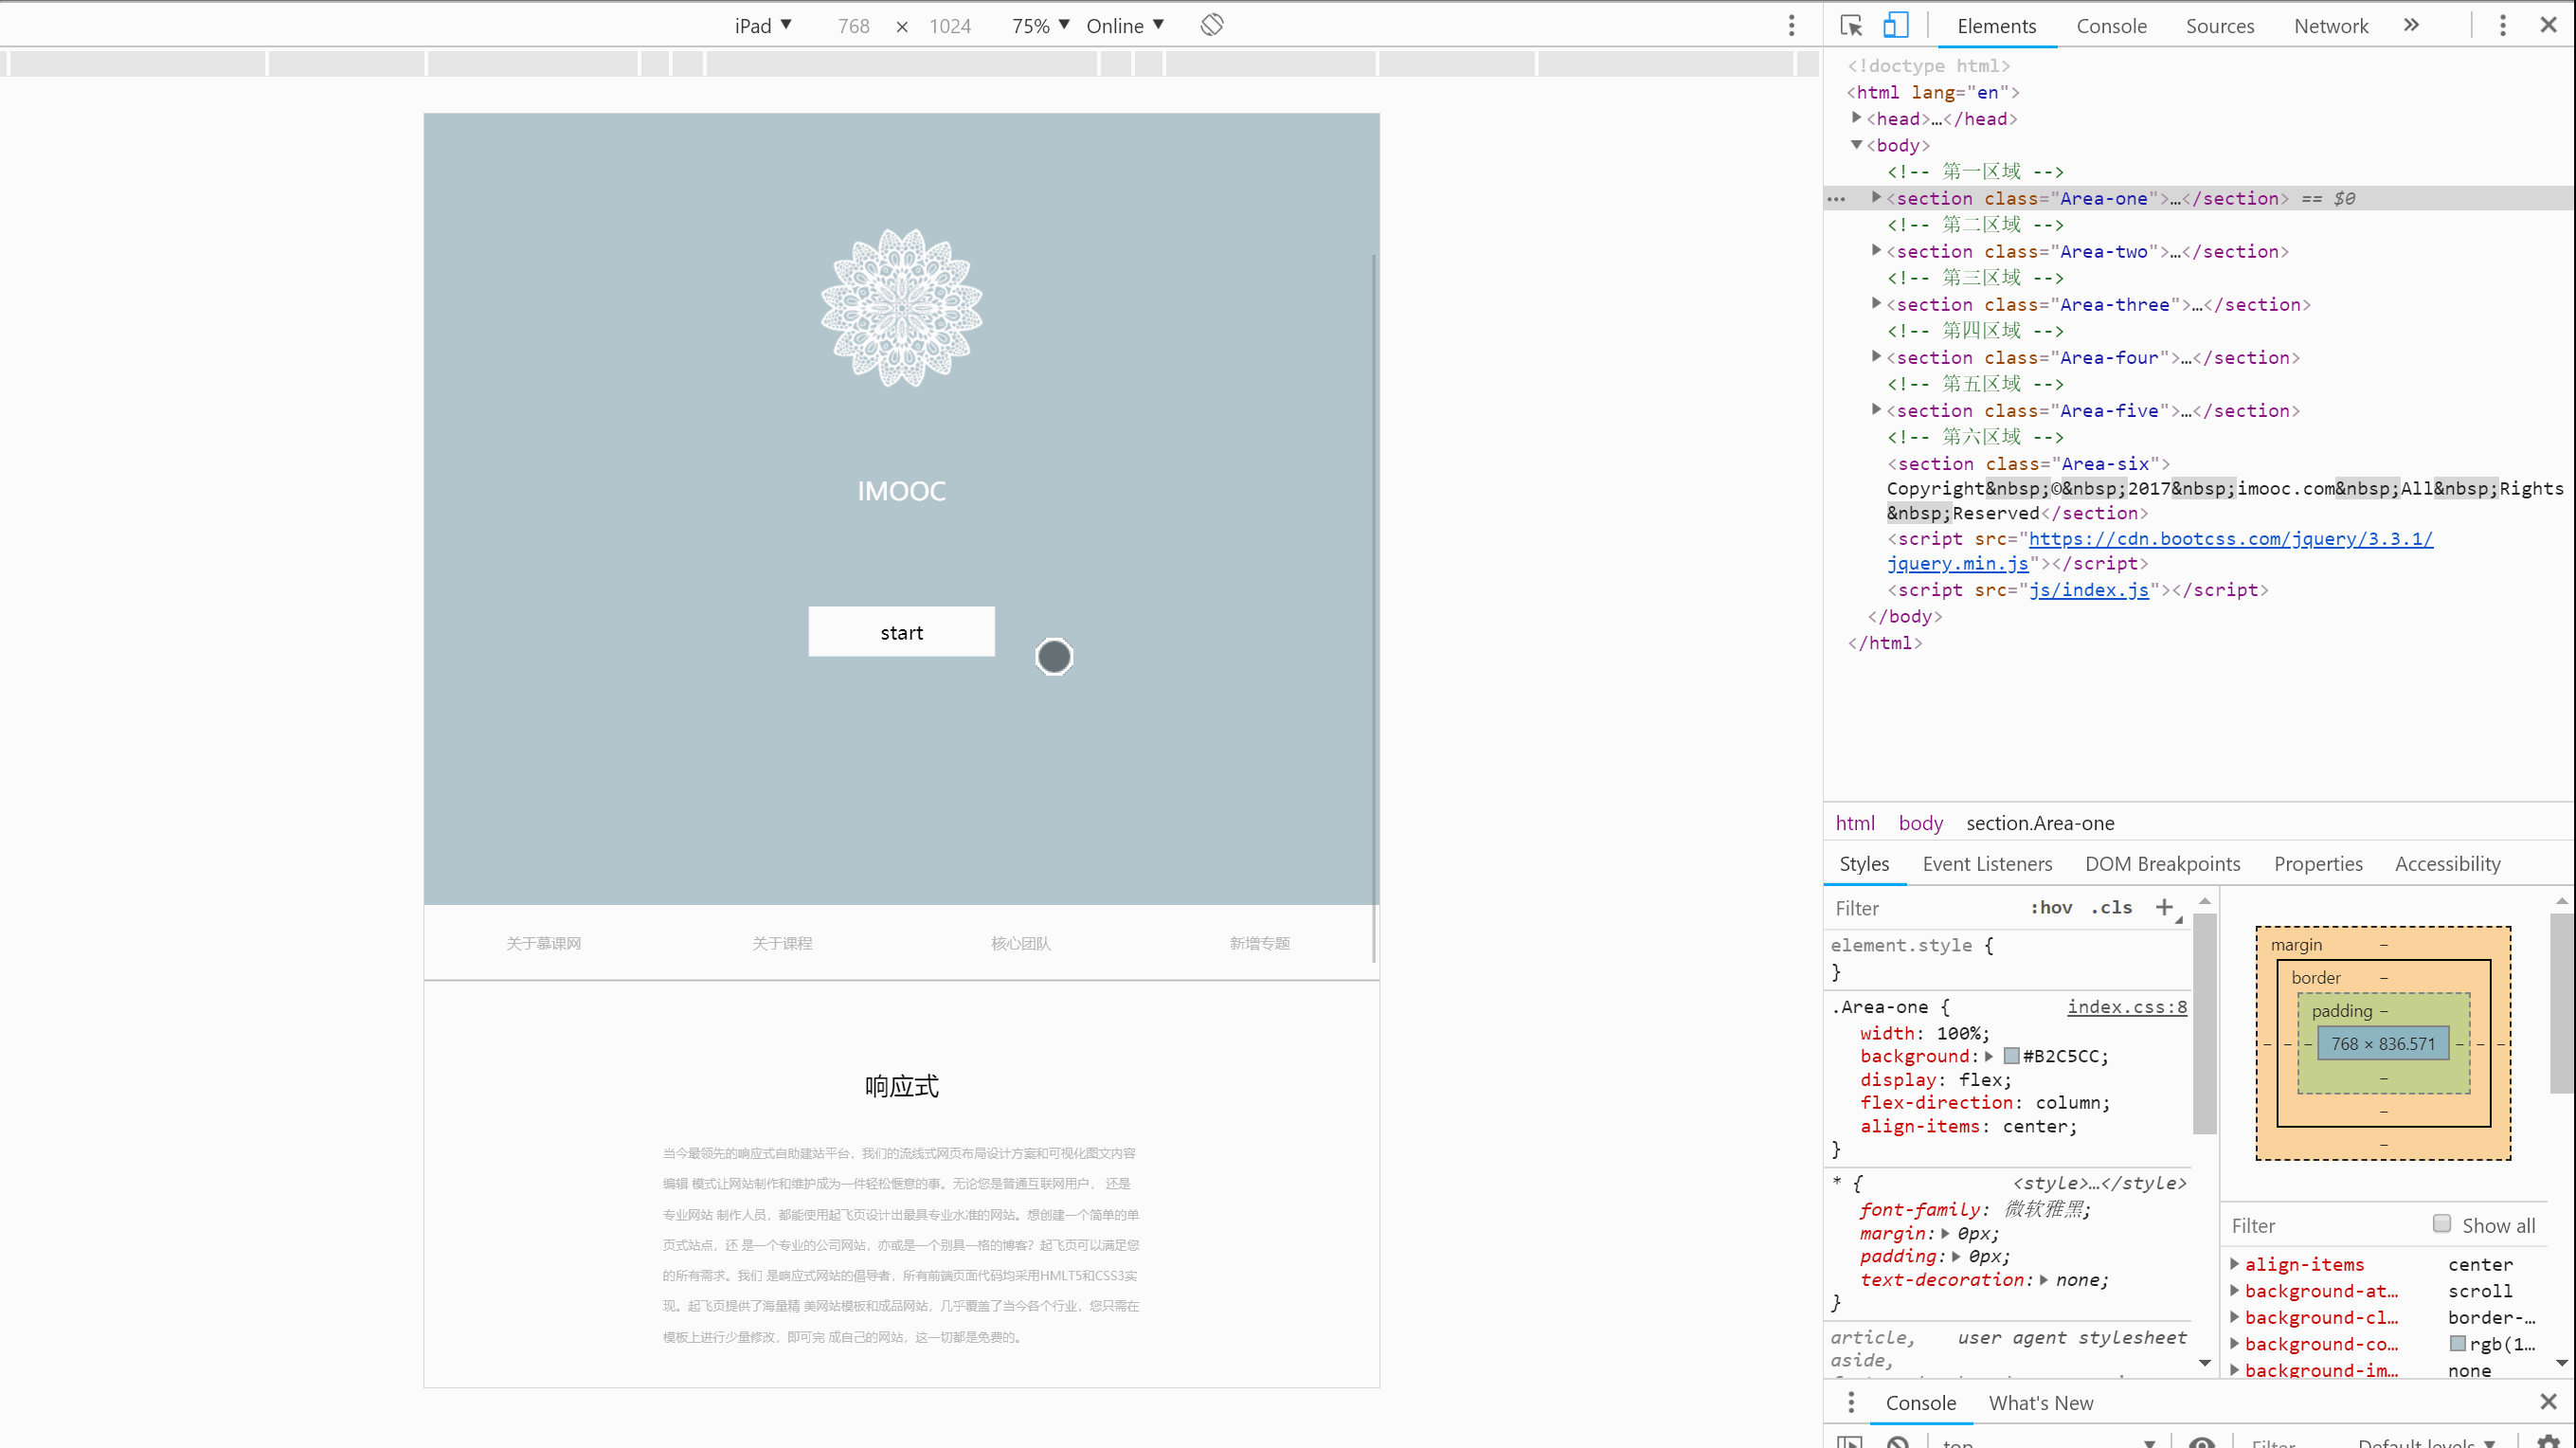 iPad ▼ 768 × 1024 75% ▼ Online ▼
IMOOC
start
关于慕课网 关于课程 核心团队 新增专题
响应式
当今最领先的响应式自助建站平台，我们的流线式网页布局设计方案和可视化图文内容
编辑 模式让网站制作和维护成为一件轻松惬意的事。无论您是普通互联网用户， 还是
专业网站 制作人员，都能使用起飞页设计出最具专业水准的网站。想创建一个简单的单
页式站点，还 是一个专业的公司网站，亦或是一个别具一格的博客？起飞页可以满足您
的所有需求。我们 是响应式网站的倡导者，所有前端页面代码均采用HMLT5和CSS3实
现。起飞页提供了海量精 美网站模板和成品网站，几乎覆盖了当今各个行业，您只需在
模板上进行少量修改，即可完 成自己的网站，这一切都是免费的。
Elements Console Sources Network »
<!doctype html>
<html lang="en">
<head>…</head>
<body>
<!-- 第一区域 -->
<section class="Area-one">…</section> == $0
<!-- 第二区域 -->
<section class="Area-two">…</section>
<!-- 第三区域 -->
<section class="Area-three">…</section>
<!-- 第四区域 -->
<section class="Area-four">…</section>
<!-- 第五区域 -->
<section class="Area-five">…</section>
<!-- 第六区域 -->
<section class="Area-six">
Copyright&nbsp;©&nbsp;2017&nbsp;imooc.com&nbsp;All&nbsp;Rights
&nbsp;Reserved</section>
<script src="https://cdn.bootcss.com/jquery/3.3.1/
jquery.min.js"></script>
<script src="js/index.js"></script>
</body>
</html>
html body section.Area-one
Styles Event Listeners DOM Breakpoints Properties Accessibility
Filter :hov .cls +
element.style {
}
.Area-one { index.css:8
width: 100%;
background: #B2C5CC;
display: flex;
flex-direction: column;
align-items: center;
}
* { <style>…</style>
font-family: 微软雅黑;
margin: 0px;
padding: 0px;
text-decoration: none;
}
article, user agent stylesheet
aside,
margin –
border –
padding –
– – – 768 × 836.571 – – –
–
–
–
Filter Show all
align-items center
background-at… scroll
background-cl… border-…
background-co… rgb(1…
background-im… none
Console What's New
top ▼ Filter Default levels ▼